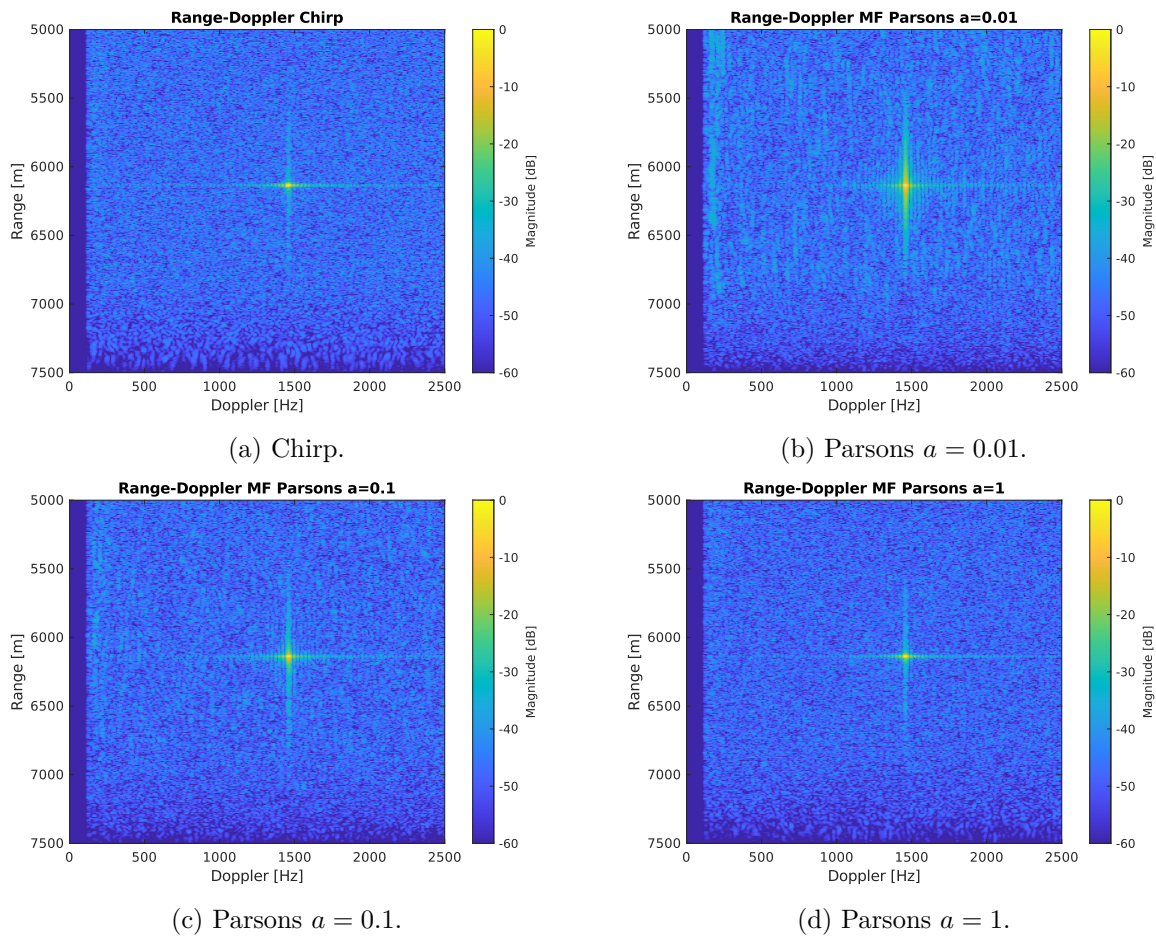 Range-Doppler Chirp
5000
5500
6000
6500
7000
7500
Range [m]
0 500 1000 1500 2000 2500
Doppler [Hz]
0
-10
-20
-30
-40
-50
-60
Magnitude [dB]
(a) Chirp.
Range-Doppler MF Parsons a=0.01
5000
5500
6000
6500
7000
7500
Range [m]
0 500 1000 1500 2000 2500
Doppler [Hz]
0
-10
-20
-30
-40
-50
-60
Magnitude [dB]
(b) Parsons a = 0.01.
Range-Doppler MF Parsons a=0.1
5000
5500
6000
6500
7000
7500
Range [m]
0 500 1000 1500 2000 2500
Doppler [Hz]
0
-10
-20
-30
-40
-50
-60
Magnitude [dB]
(c) Parsons a = 0.1.
Range-Doppler MF Parsons a=1
5000
5500
6000
6500
7000
7500
Range [m]
0 500 1000 1500 2000 2500
Doppler [Hz]
0
-10
-20
-30
-40
-50
-60
Magnitude [dB]
(d) Parsons a = 1.